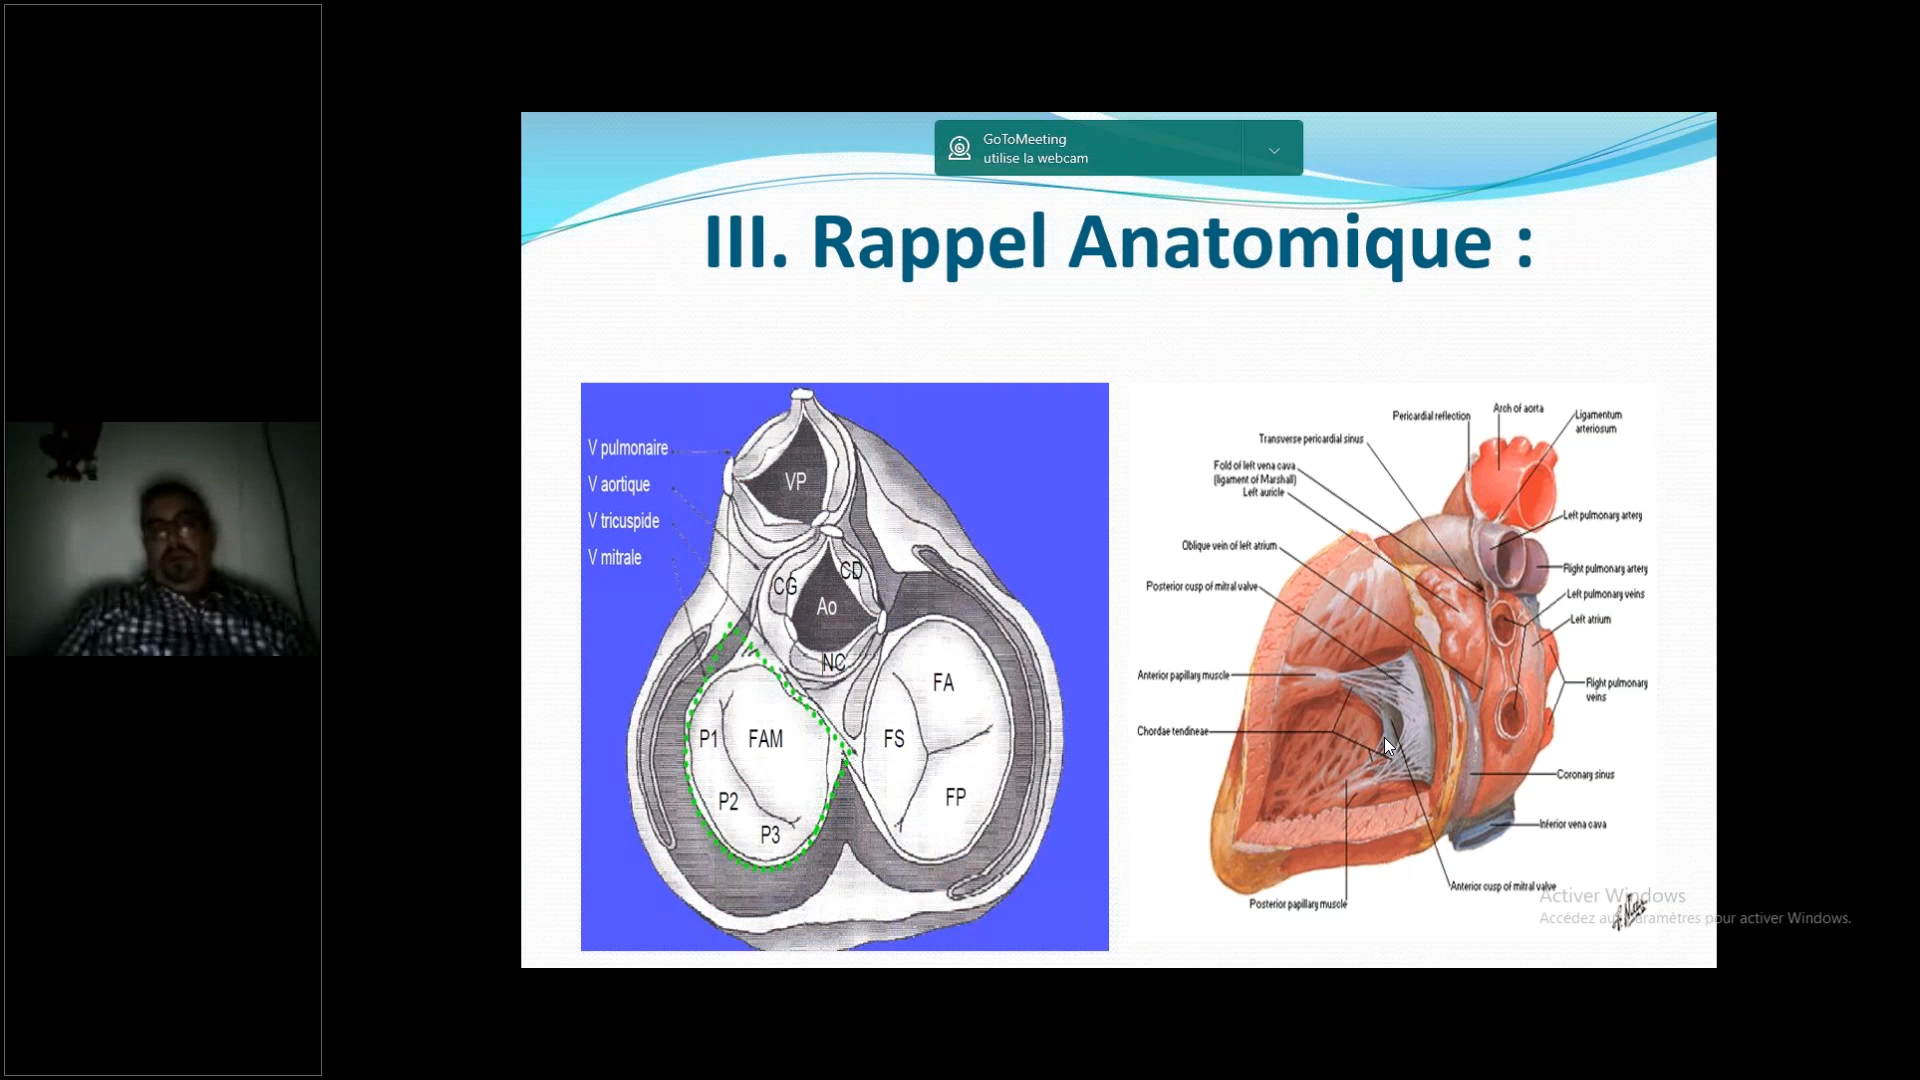 GoToMeeting
utilise la webcam
III. Rappel Anatomique :
V pulmonaire
V aortique
V tricuspide
V mitrale
VP
CG
CD
Ao
NC
FA
P1
FAM
FS
P2
FP
P3
Pericardial reflection
Arch of aorta
Ligamentum
arteriosum
Transverse pericardial sinus
Fold of left vena cava
(ligament of Marshall)
Left auricle
Left pulmonary artery
Oblique vein of left atrium
Right pulmonary artery
Posterior cusp of mitral valve
Left pulmonary veins
Left atrium
Anterior papillary muscle
Right pulmonary
veins
Chordae tendineae
Coronary sinus
Inferior vena cava
Anterior cusp of mitral valve
Posterior papillary muscle
Activer Windows
Accédez aux paramètres pour activer Windows.